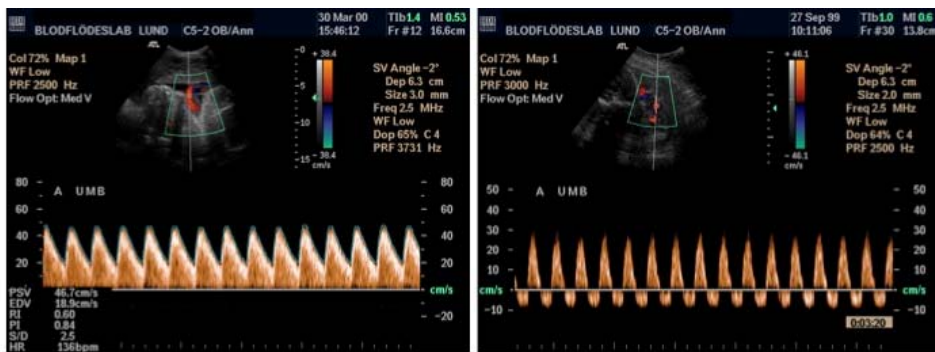 30 Mar 00
TIb1.4 MI 0.53
BLODFLÖDESLAB LUND C5-2 OB/Ann
15:46:12
Fr #12 16.6cm
Col 72% Map 1
WF Low
PRF 2500 Hz
Flow Opt: Med V
+ 38.4
- 38.4
cm/s
0
5
10
15
SV Angle -2°
Dep 6.3 cm
Size 3.0 mm
Freq 2.5 MHz
WF Low
Dop 65% C 4
PRF 3731 Hz
A UMB
80
60
40
20
80
60
40
20
cm/s
-20
PSV 46.7cm/s
EDV 18.9cm/s
RI 0.60
PI 0.84
S/D 2.5
HR 136bpm
27 Sep 99
TIb1.0 MI 0.6
BLODFLÖDESLAB LUND C5-2 OB/Ann
10:11:06
Fr #30 13.8cm
Col 72% Map 1
WF Low
PRF 3000 Hz
Flow Opt: Med V
+ 46.1
- 46.1
cm/s
SV Angle -2°
Dep 6.3 cm
Size 2.0 mm
Freq 2.5 MHz
WF Low
Dop 64% C 4
PRF 2500 Hz
A UMB
50
40
30
20
10
cm/s
-10
50
40
30
20
10
cm/s
-10
0:03:20